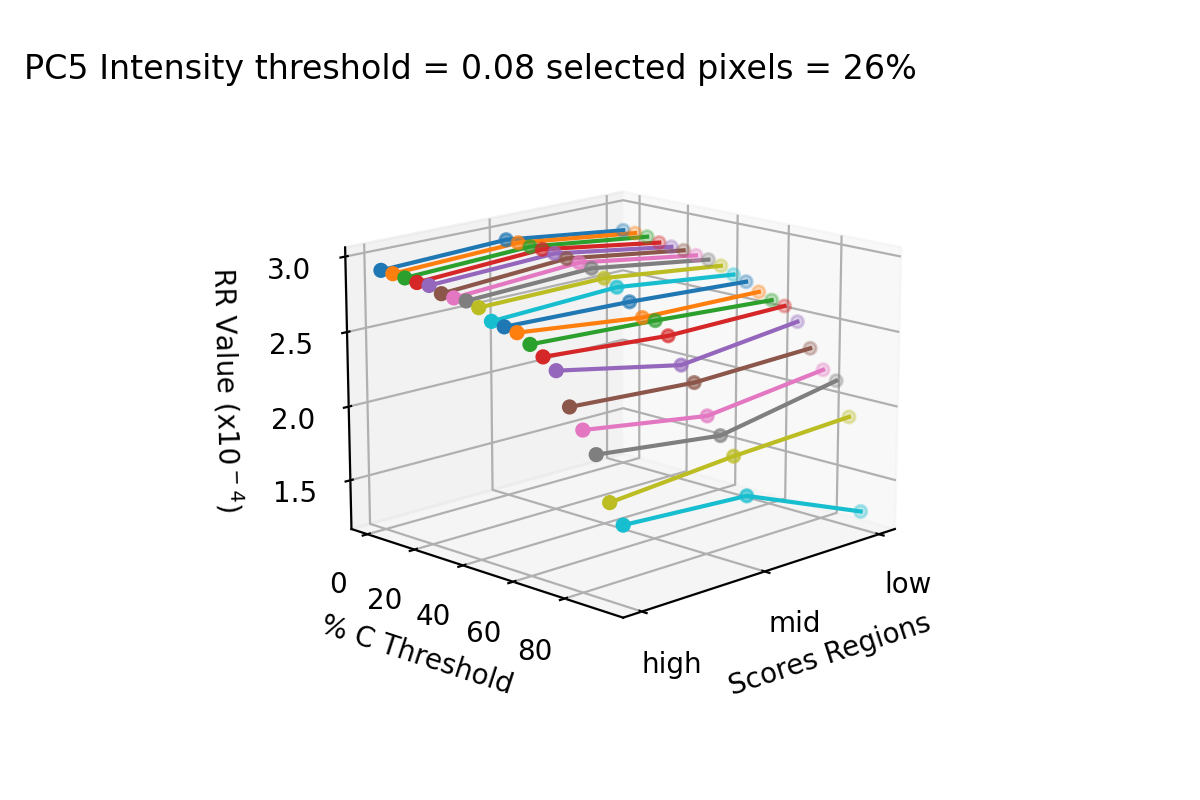 PC5 Intensity threshold = 0.08 selected pixels = 26%
3.0
2.5
2.0
1.5
RR Value (x10⁻⁴)
0
20
40
60
80
% C Threshold
high
mid
low
Scores Regions